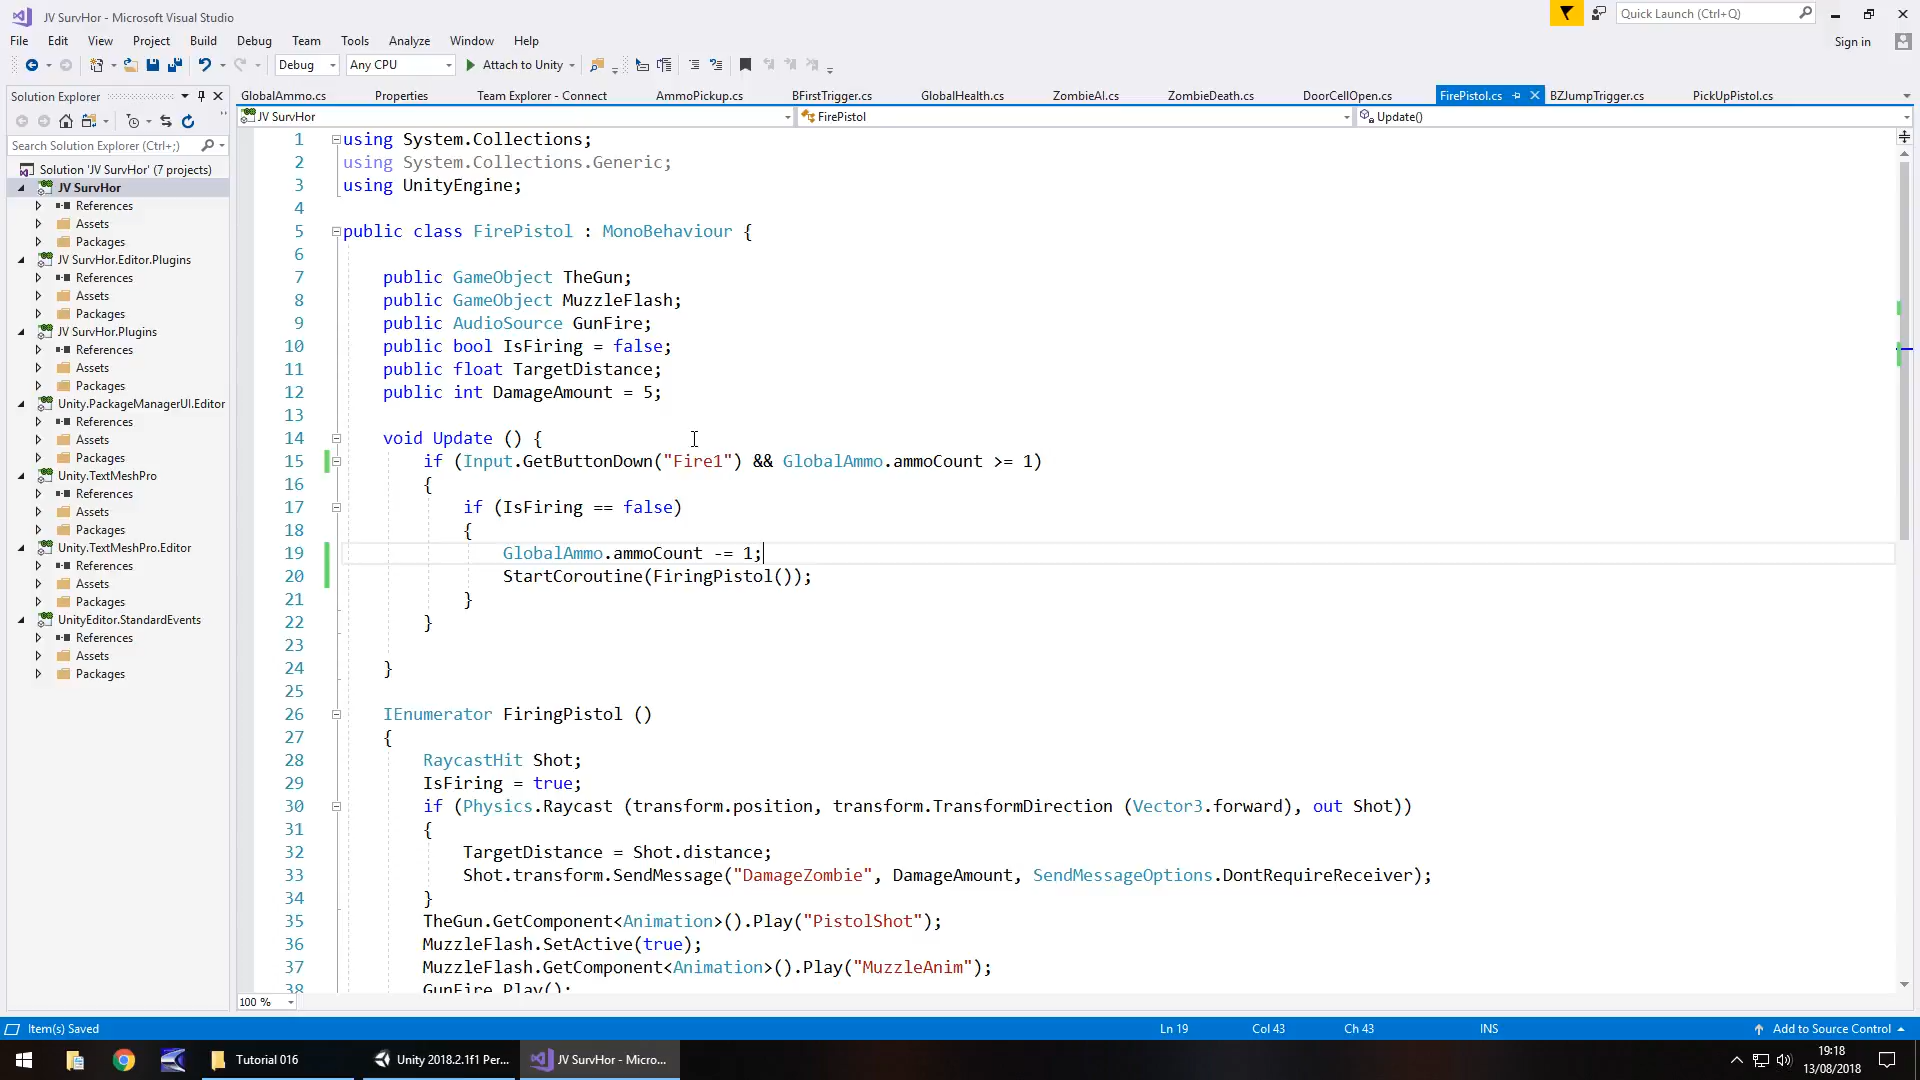 JV SurvHor - Microsoft Visual Studio
Quick Launch (Ctrl+Q)
File Edit View Project Build Debug Team Tools Analyze Window Help
Sign in
Debug Any CPU Attach to Unity
Solution Explorer
GlobalAmmo.cs Properties Team Explorer - Connect AmmoPickup.cs BFirstTrigger.cs GlobalHealth.cs ZombieAI.cs ZombieDeath.cs DoorCellOpen.cs FirePistol.cs BZJumpTrigger.cs PickUpPistol.cs
JV SurvHor FirePistol Update()
Search Solution Explorer (Ctrl+;)
Solution 'JV SurvHor' (7 projects)
JV SurvHor
References
Assets
Packages
JV SurvHor.Editor.Plugins
References
Assets
Packages
JV SurvHor.Plugins
References
Assets
Packages
Unity.PackageManagerUI.Editor
References
Assets
Packages
Unity.TextMeshPro
References
Assets
Packages
Unity.TextMeshPro.Editor
References
Assets
Packages
UnityEditor.StandardEvents
References
Assets
Packages
1 using System.Collections;
2 using System.Collections.Generic;
3 using UnityEngine;
4
5 public class FirePistol : MonoBehaviour {
6
7 public GameObject TheGun;
8 public GameObject MuzzleFlash;
9 public AudioSource GunFire;
10 public bool IsFiring = false;
11 public float TargetDistance;
12 public int DamageAmount = 5;
13
14 void Update () {
15 if (Input.GetButtonDown("Fire1") && GlobalAmmo.ammoCount >= 1)
16 {
17 if (IsFiring == false)
18 {
19 GlobalAmmo.ammoCount -= 1;
20 StartCoroutine(FiringPistol());
21 }
22 }
23
24 }
25
26 IEnumerator FiringPistol ()
27 {
28 RaycastHit Shot;
29 IsFiring = true;
30 if (Physics.Raycast (transform.position, transform.TransformDirection (Vector3.forward), out Shot))
31 {
32 TargetDistance = Shot.distance;
33 Shot.transform.SendMessage("DamageZombie", DamageAmount, SendMessageOptions.DontRequireReceiver);
34 }
35 TheGun.GetComponent<Animation>().Play("PistolShot");
36 MuzzleFlash.SetActive(true);
37 MuzzleFlash.GetComponent<Animation>().Play("MuzzleAnim");
38 GunFire.Play();
100 %
Item(s) Saved Ln 19 Col 43 Ch 43 INS Add to Source Control
Tutorial 016 Unity 2018.2.1f1 Per... JV SurvHor - Micro...
19:18
13/08/2018